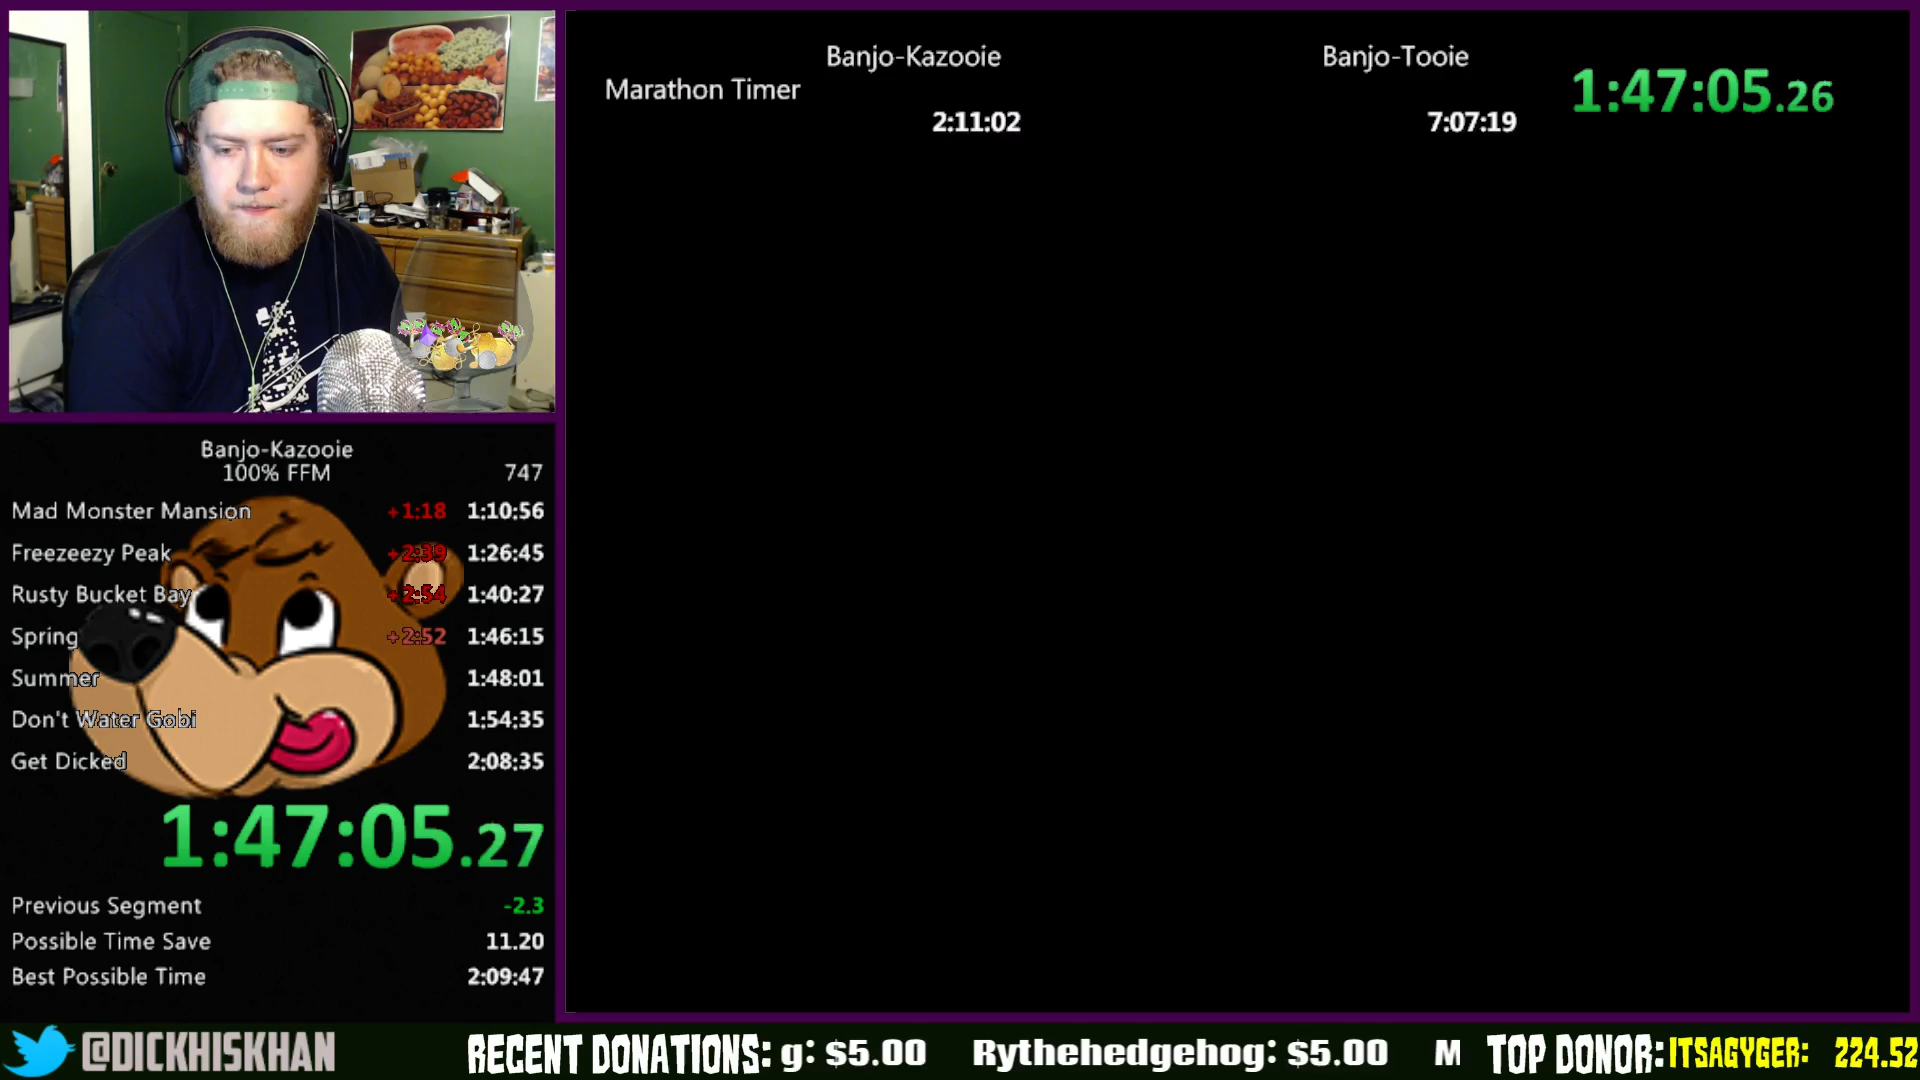 Banjo-Kazooie
Banjo-Tooie
Marathon Timer
1:47:05.26
2:11:02
7:07:19
Banjo-Kazooie
100% FFM 747
Mad Monster Mansion +1:18 1:10:56
Freezeezy Peak +2:39 1:26:45
Rusty Bucket Bay +2:54 1:40:27
Spring +2:52 1:46:15
Summer 1:48:01
Don't Water Gobi 1:54:35
Get Dicked 2:08:35
1:47:05.27
Previous Segment -2.3
Possible Time Save 11.20
Best Possible Time 2:09:47
@DICKHISKHAN RECENT DONATIONS: g: $5.00 Rythehedgehog: $5.00 M TOP DONOR: ITSAGYGER: 224.52